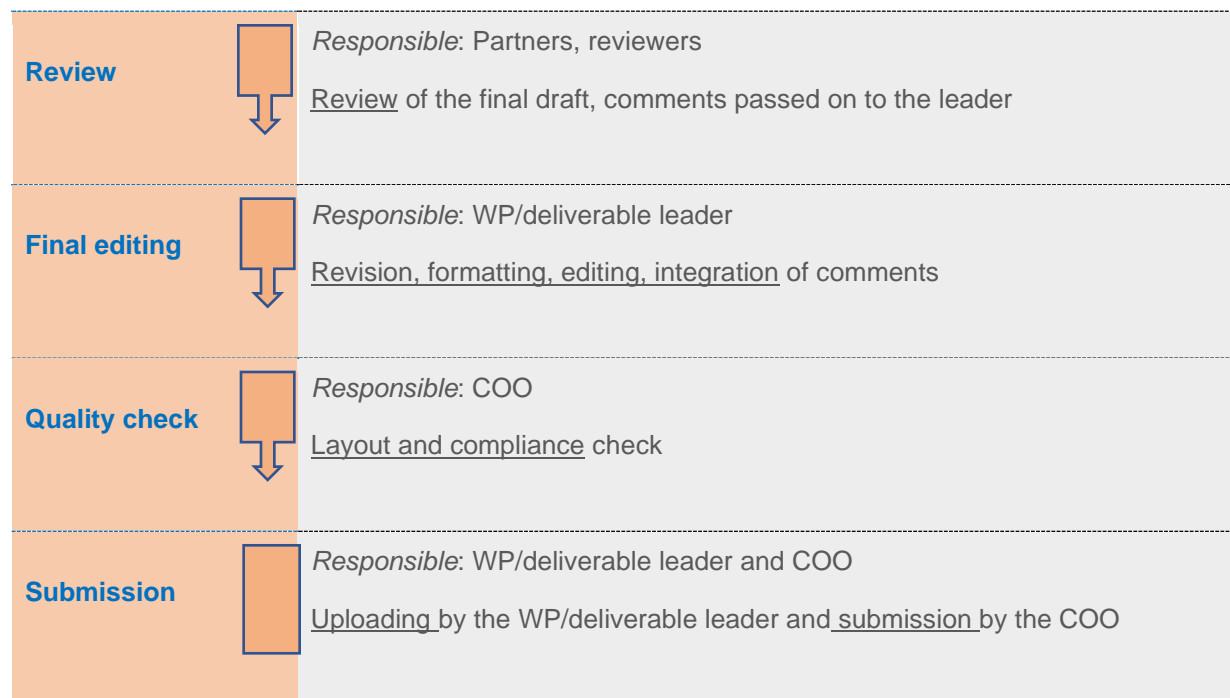 Review
Responsible: Partners, reviewers
Review of the final draft, comments passed on to the leader
Final editing
Responsible: WP/deliverable leader
Revision, formatting, editing, integration of comments
Quality check
Responsible: COO
Layout and compliance check
Submission
Responsible: WP/deliverable leader and COO
Uploading by the WP/deliverable leader and submission by the COO